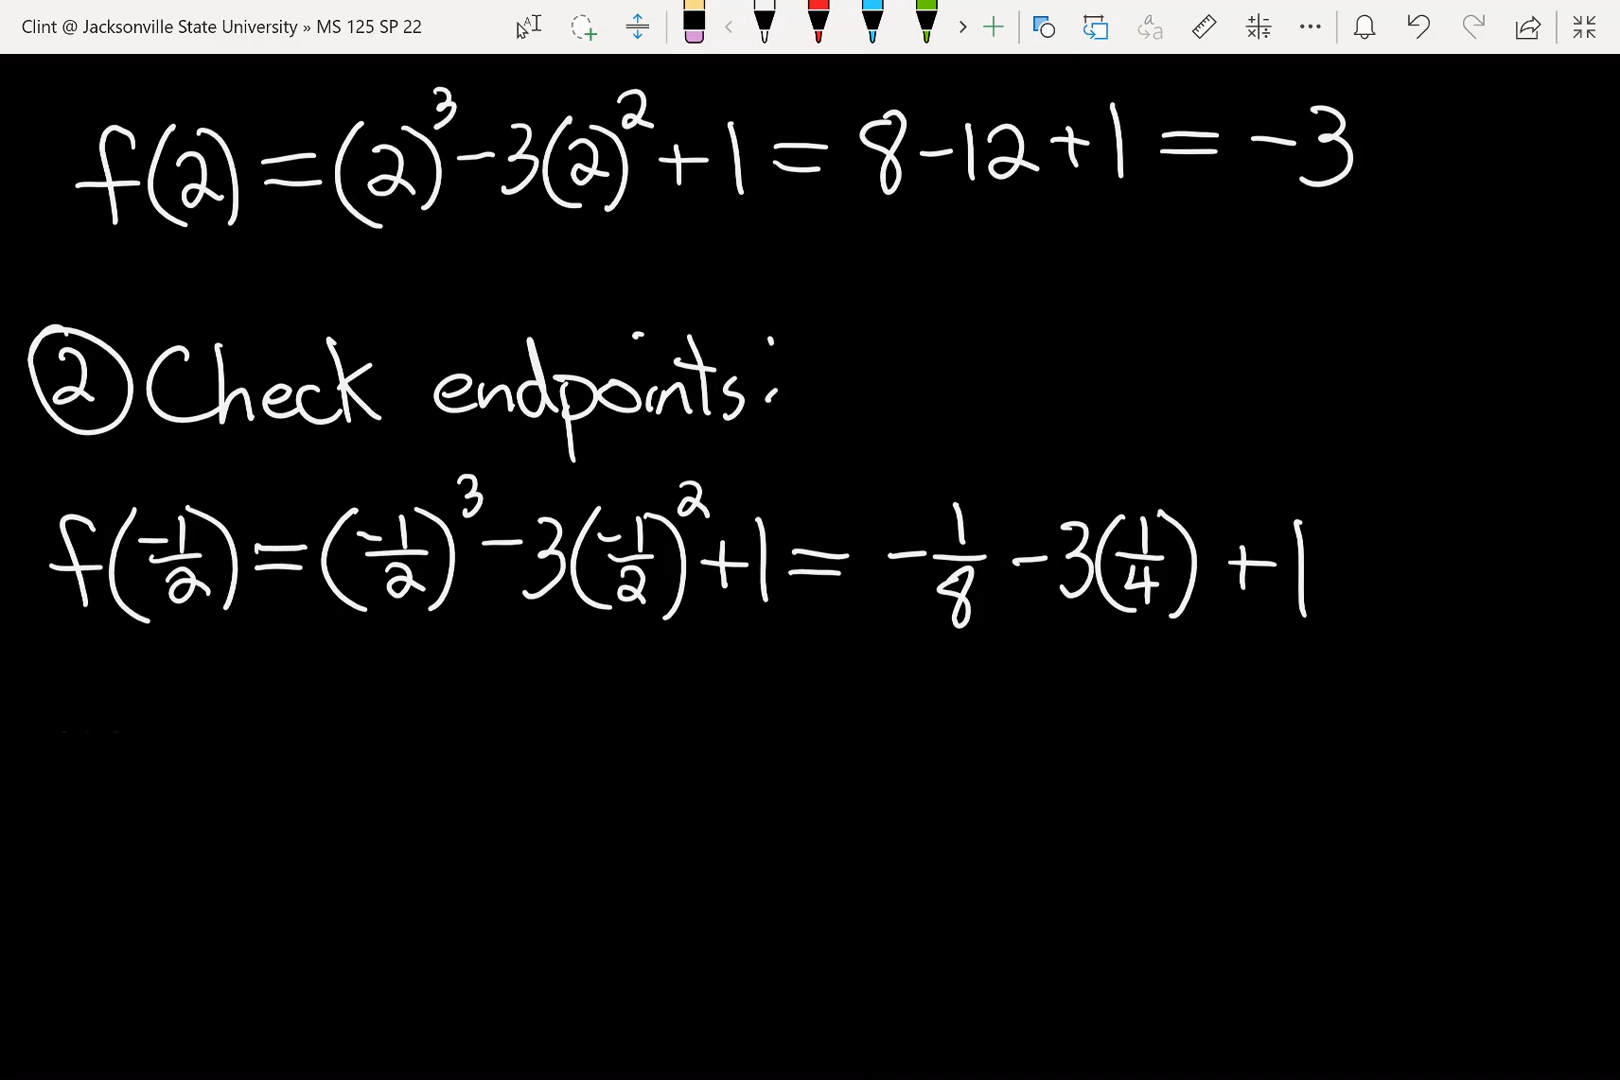 Clint @ Jacksonville State University » MS 125 SP 22
f(2) = (2)^3 - 3(2)^2 + 1 = 8 - 12 + 1 = -3
② Check endpoints:
f(-1/2) = (-1/2)^3 - 3(-1/2)^2 + 1 = -1/8 - 3(1/4) + 1